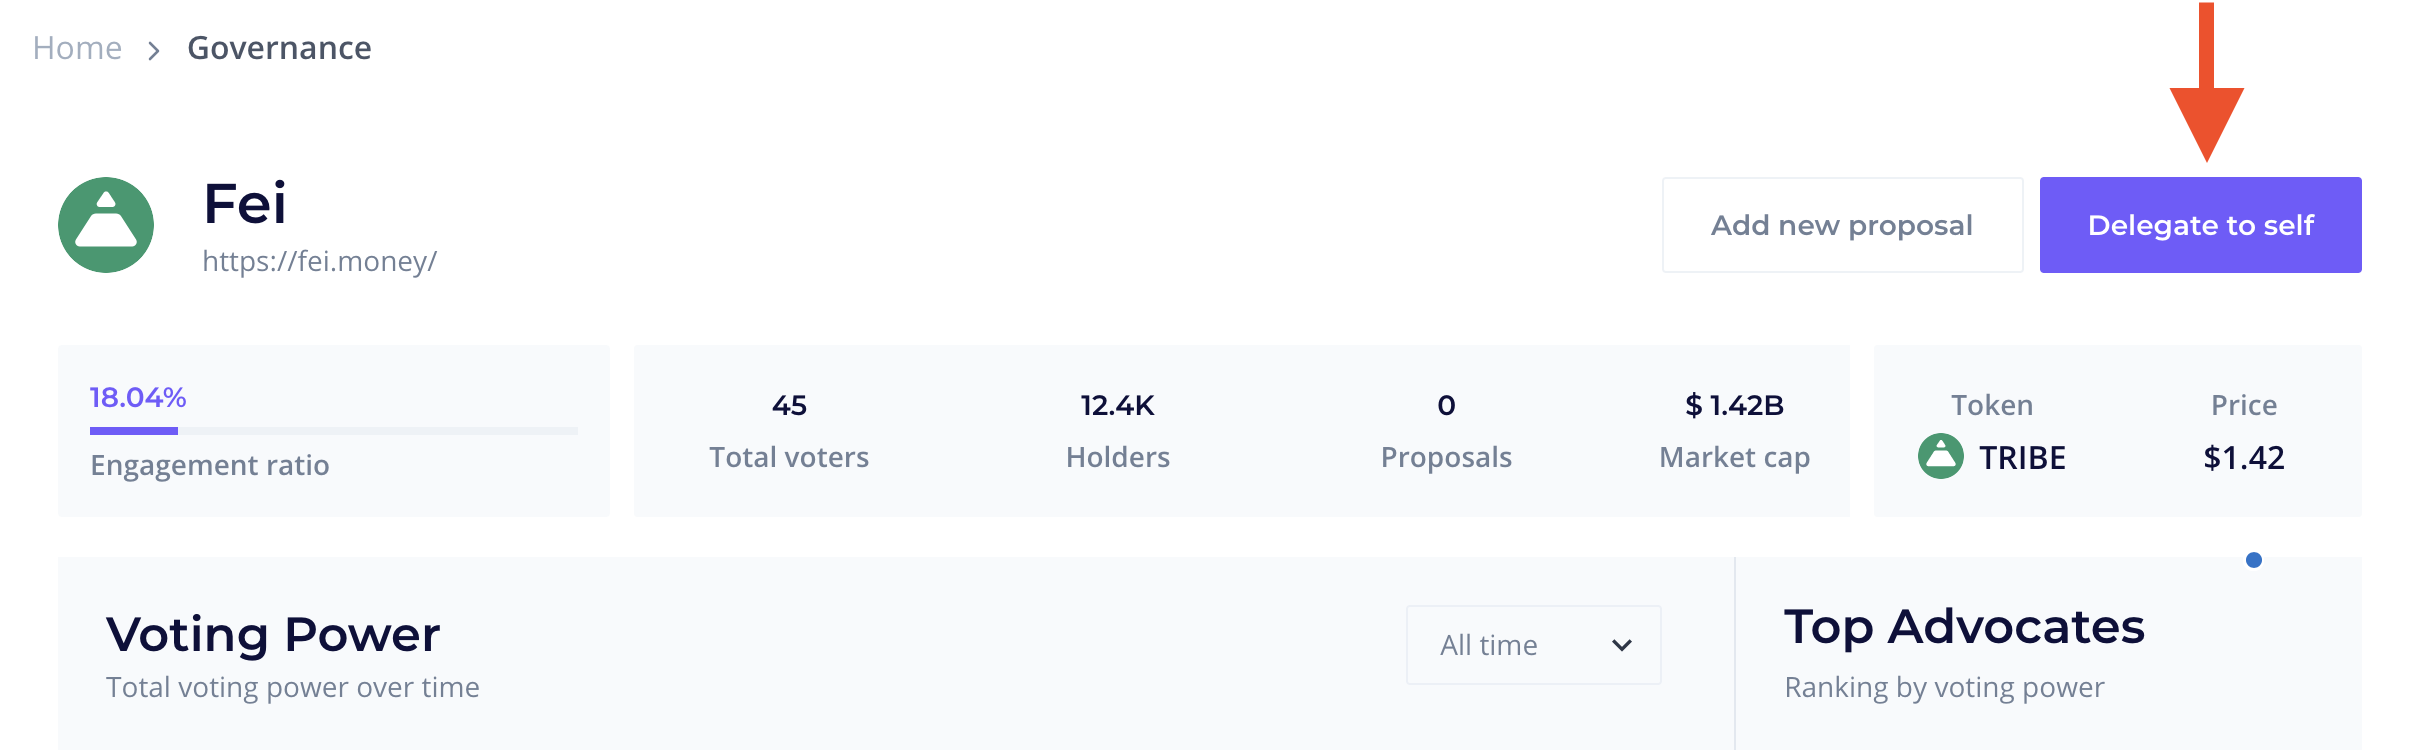 Home > Governance
Fei
https://fei.money/
Add new proposal
Delegate to self
18.04%
Engagement ratio
45
Total voters
12.4K
Holders
0
Proposals
$ 1.42B
Market cap
Token
TRIBE
Price
$1.42
Voting Power
Total voting power over time
All time
Top Advocates
Ranking by voting power